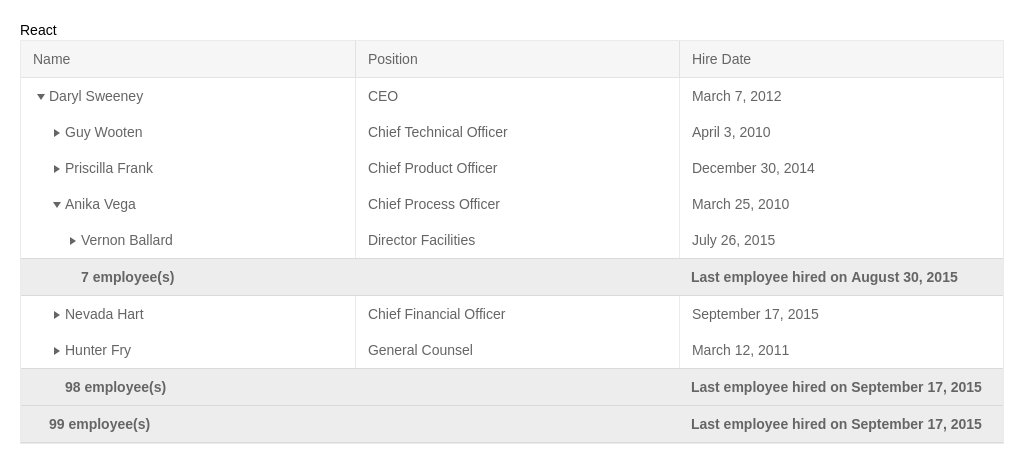 React
Name Position Hire Date
Daryl Sweeney CEO March 7, 2012
Guy Wooten Chief Technical Officer April 3, 2010
Priscilla Frank Chief Product Officer December 30, 2014
Anika Vega Chief Process Officer March 25, 2010
Vernon Ballard Director Facilities July 26, 2015
7 employee(s) Last employee hired on August 30, 2015
Nevada Hart Chief Financial Officer September 17, 2015
Hunter Fry General Counsel March 12, 2011
98 employee(s) Last employee hired on September 17, 2015
99 employee(s) Last employee hired on September 17, 2015